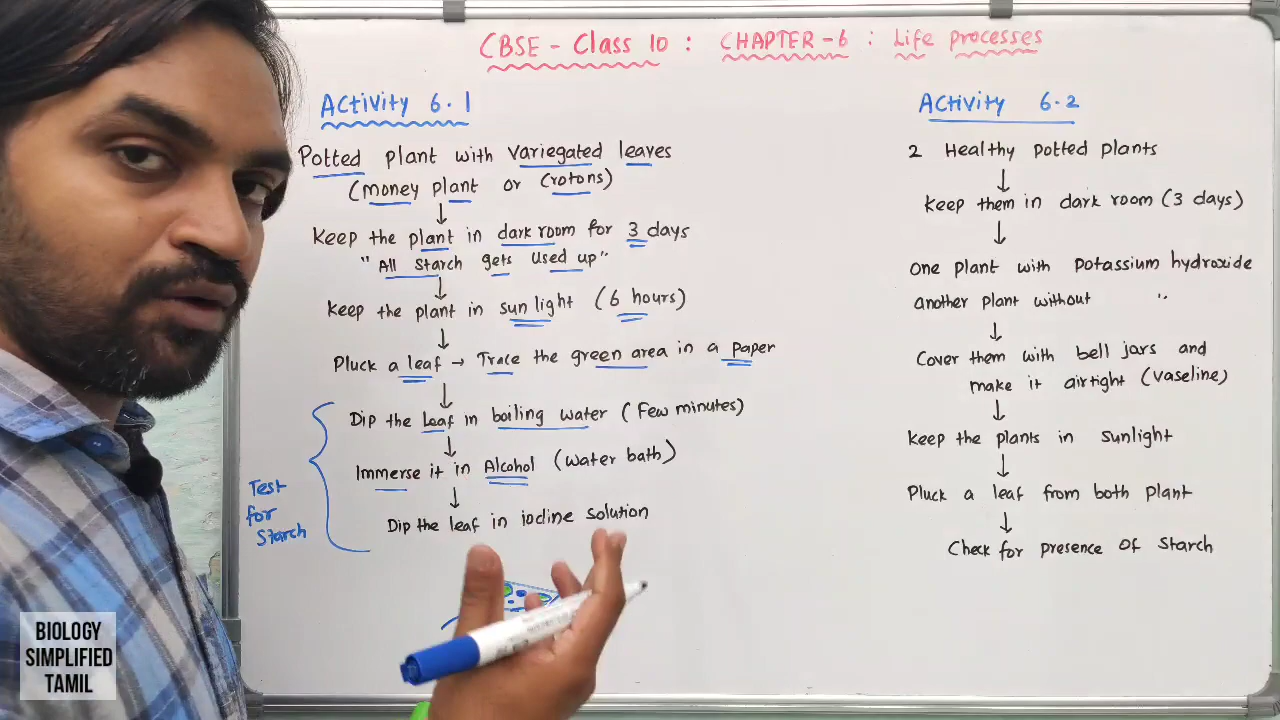 CBSE - Class 10 : CHAPTER-6 : Life processes
Activity 6.1
Potted plant with variegated leaves
(money plant or crotons)
↓
Keep the plant in dark room for 3 days
"All starch gets used up"
↓
Keep the plant in sunlight (6 hours)
↓
Pluck a leaf → Trace the green area in a paper
↓
Dip the leaf in boiling water (Few minutes)
↓
Immerse it in Alcohol (water bath)
↓
Dip the leaf in iodine solution
Test
for
Starch
Activity 6.2
2 Healthy potted plants
↓
Keep them in dark room (3 days)
↓
One plant with potassium hydroxide
another plant without "
↓
Cover them with bell jars and
make it airtight (vaseline)
↓
Keep the plants in sunlight
↓
Pluck a leaf from both plant
↓
Check for presence of starch
BIOLOGY
SIMPLIFIED
TAMIL